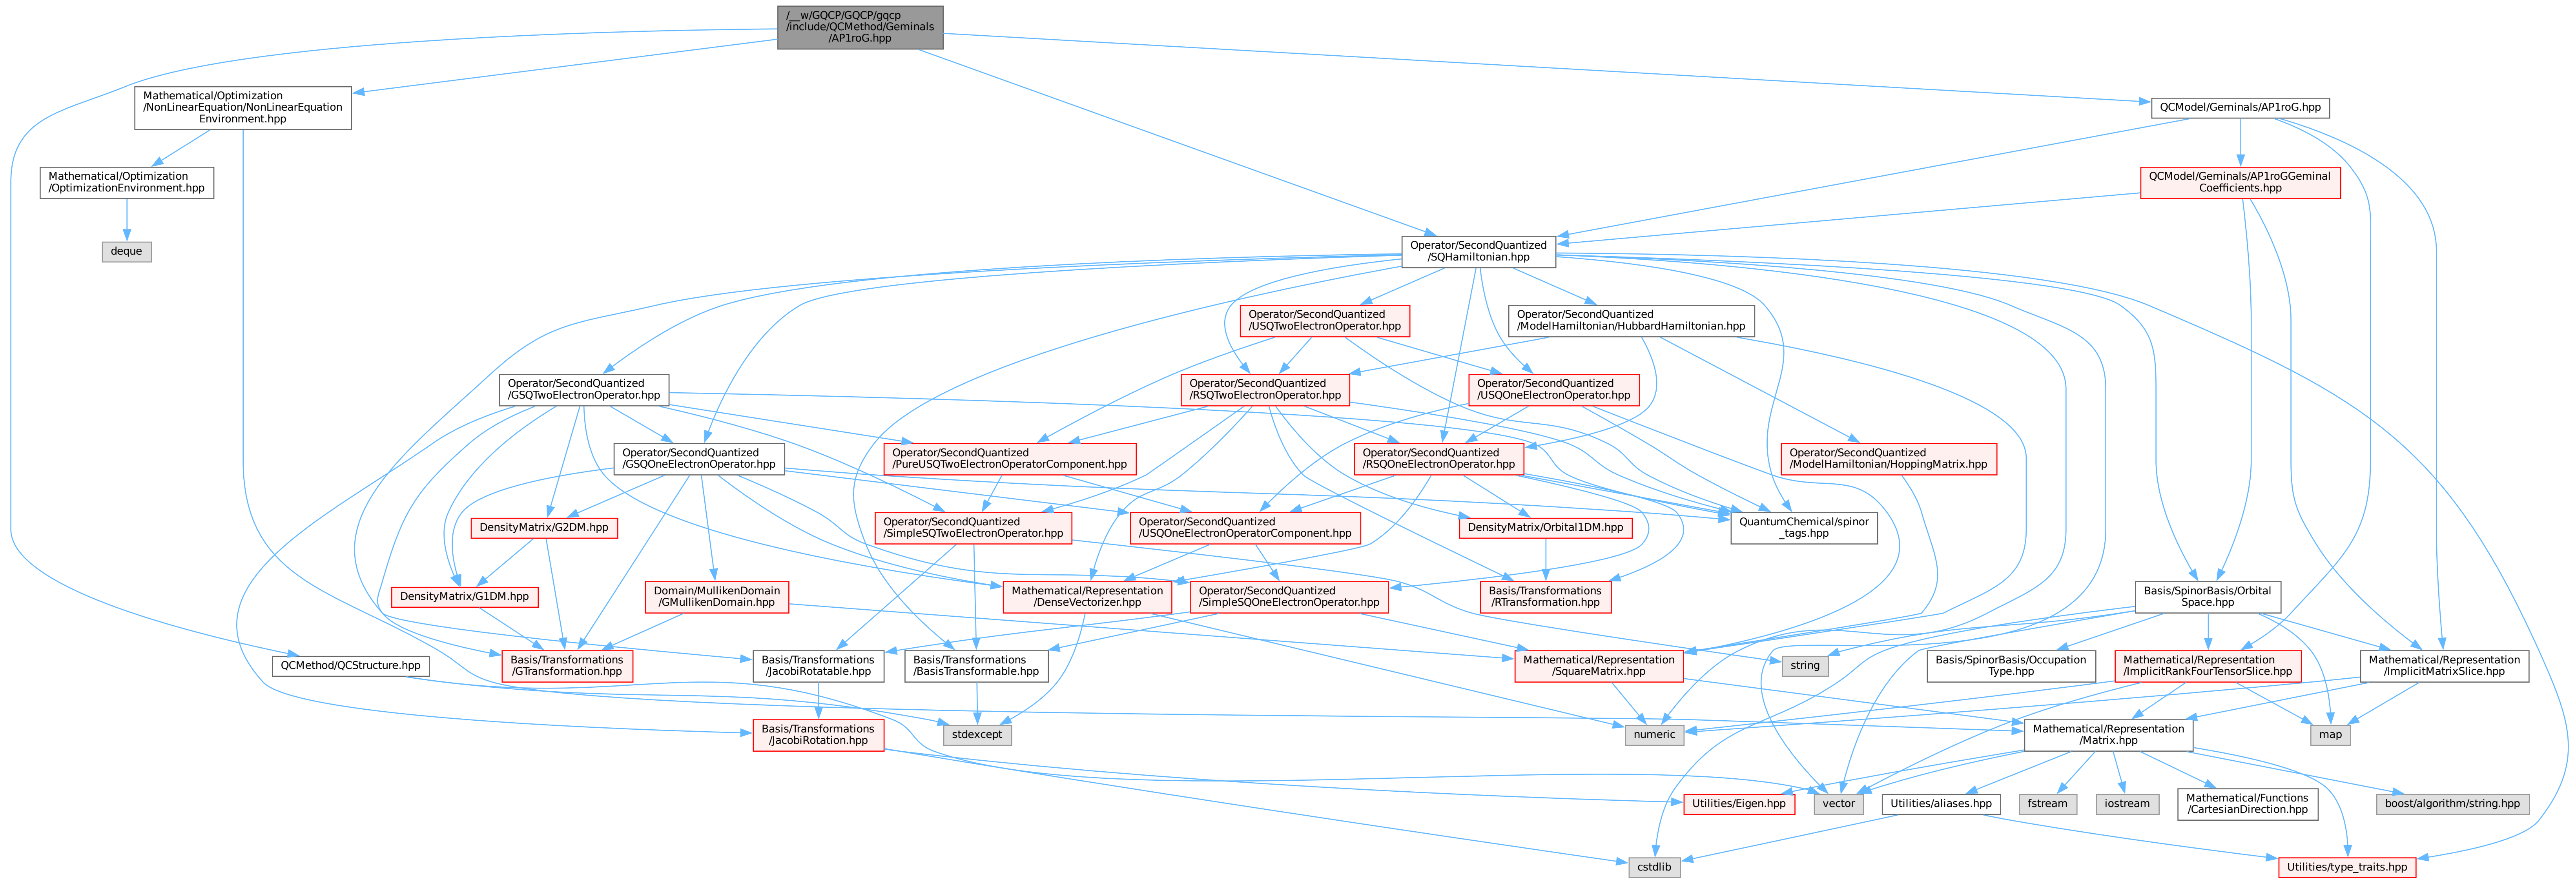 /__w/GQCP/GQCP/gqcp
/include/QCMethod/Geminals
/AP1roG.hpp
Mathematical/Optimization
/NonLinearEquation/NonLinearEquation
Environment.hpp
QCModel/Geminals/AP1roG.hpp
Mathematical/Optimization
/OptimizationEnvironment.hpp
QCModel/Geminals/AP1roGGeminal
Coefficients.hpp
deque
Operator/SecondQuantized
/SQHamiltonian.hpp
Operator/SecondQuantized
/USQTwoElectronOperator.hpp
Operator/SecondQuantized
/ModelHamiltonian/HubbardHamiltonian.hpp
Operator/SecondQuantized
/GSQTwoElectronOperator.hpp
Operator/SecondQuantized
/RSQTwoElectronOperator.hpp
Operator/SecondQuantized
/USQOneElectronOperator.hpp
Operator/SecondQuantized
/GSQOneElectronOperator.hpp
Operator/SecondQuantized
/PureUSQTwoElectronOperatorComponent.hpp
Operator/SecondQuantized
/RSQOneElectronOperator.hpp
Operator/SecondQuantized
/ModelHamiltonian/HoppingMatrix.hpp
DensityMatrix/G2DM.hpp
Operator/SecondQuantized
/SimpleSQTwoElectronOperator.hpp
Operator/SecondQuantized
/USQOneElectronOperatorComponent.hpp
DensityMatrix/Orbital1DM.hpp
QuantumChemical/spinor
_tags.hpp
DensityMatrix/G1DM.hpp
Domain/MullikenDomain
/GMullikenDomain.hpp
Mathematical/Representation
/DenseVectorizer.hpp
Operator/SecondQuantized
/SimpleSQOneElectronOperator.hpp
Basis/Transformations
/RTransformation.hpp
Basis/SpinorBasis/Orbital
Space.hpp
QCMethod/QCStructure.hpp
Basis/Transformations
/GTransformation.hpp
Basis/Transformations
/JacobiRotatable.hpp
Basis/Transformations
/BasisTransformable.hpp
Mathematical/Representation
/SquareMatrix.hpp
string
Basis/SpinorBasis/Occupation
Type.hpp
Mathematical/Representation
/ImplicitRankFourTensorSlice.hpp
Mathematical/Representation
/ImplicitMatrixSlice.hpp
Basis/Transformations
/JacobiRotation.hpp
stdexcept
numeric
Mathematical/Representation
/Matrix.hpp
map
Utilities/Eigen.hpp
vector
Utilities/aliases.hpp
fstream
iostream
Mathematical/Functions
/CartesianDirection.hpp
boost/algorithm/string.hpp
cstdlib
Utilities/type_traits.hpp